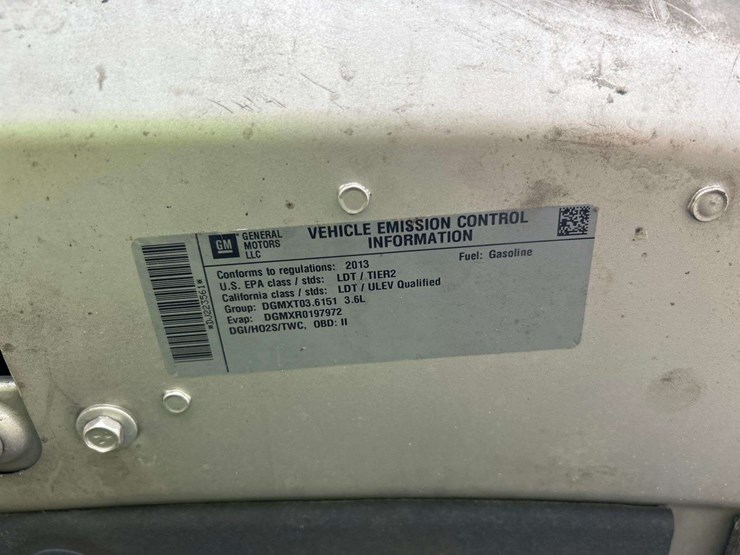 GM GENERAL MOTORS LLC
VEHICLE EMISSION CONTROL
INFORMATION
Conforms to regulations: 2013
Fuel: Gasoline
U.S. EPA class / stds: LDT / TIER2
California class / stds: LDT / ULEV Qualified
Group: DGMXT03.6151 3.6L
Evap: DGMXR0197972
DGI/HO2S/TWC, OBD: II
*DJ223561*